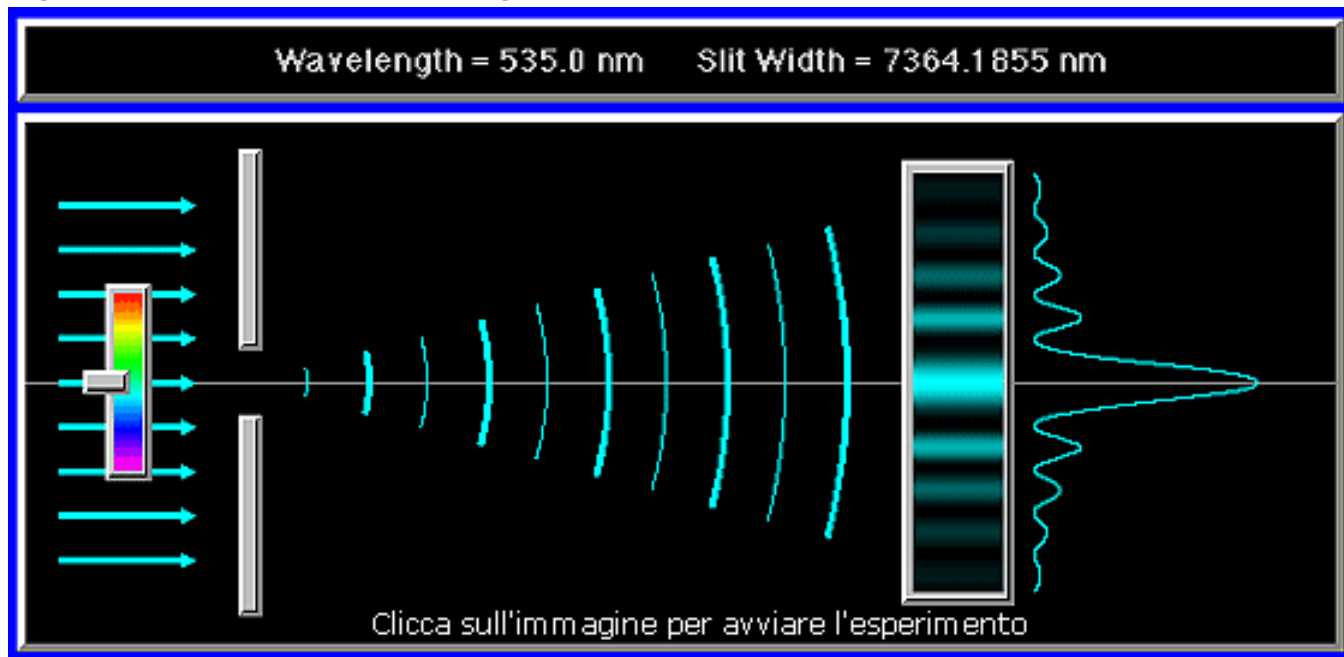 Wavelength = 535.0 nm Slit Width = 7364.1855 nm
Clicca sull'immagine per avviare l'esperimento